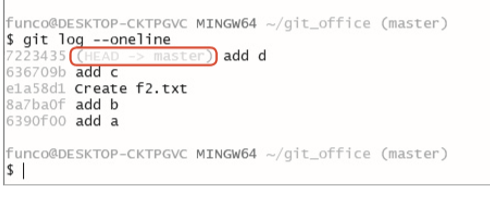 funco@DESKTOP-CKTPGVC MINGW64 ~/git_office (master)
$ git log --oneline
7223435 (HEAD -> master) add d
636709b add c
e1a58d1 Create f2.txt
8a7ba0f add b
6390f00 add a
funco@DESKTOP-CKTPGVC MINGW64 ~/git_office (master)
$